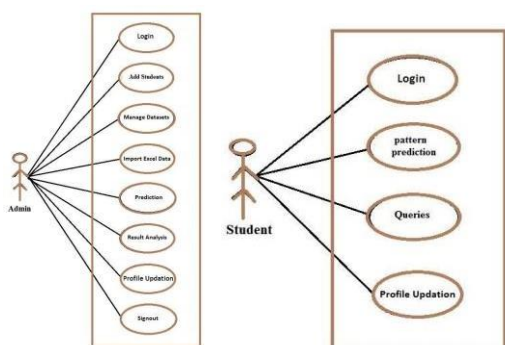 Login
Add Students
Manage Datasets
Import Excel Data
Prediction
Result Analysis
Profile Updation
Signout
Admin
Login
pattern
prediction
Queries
Profile Updation
Student